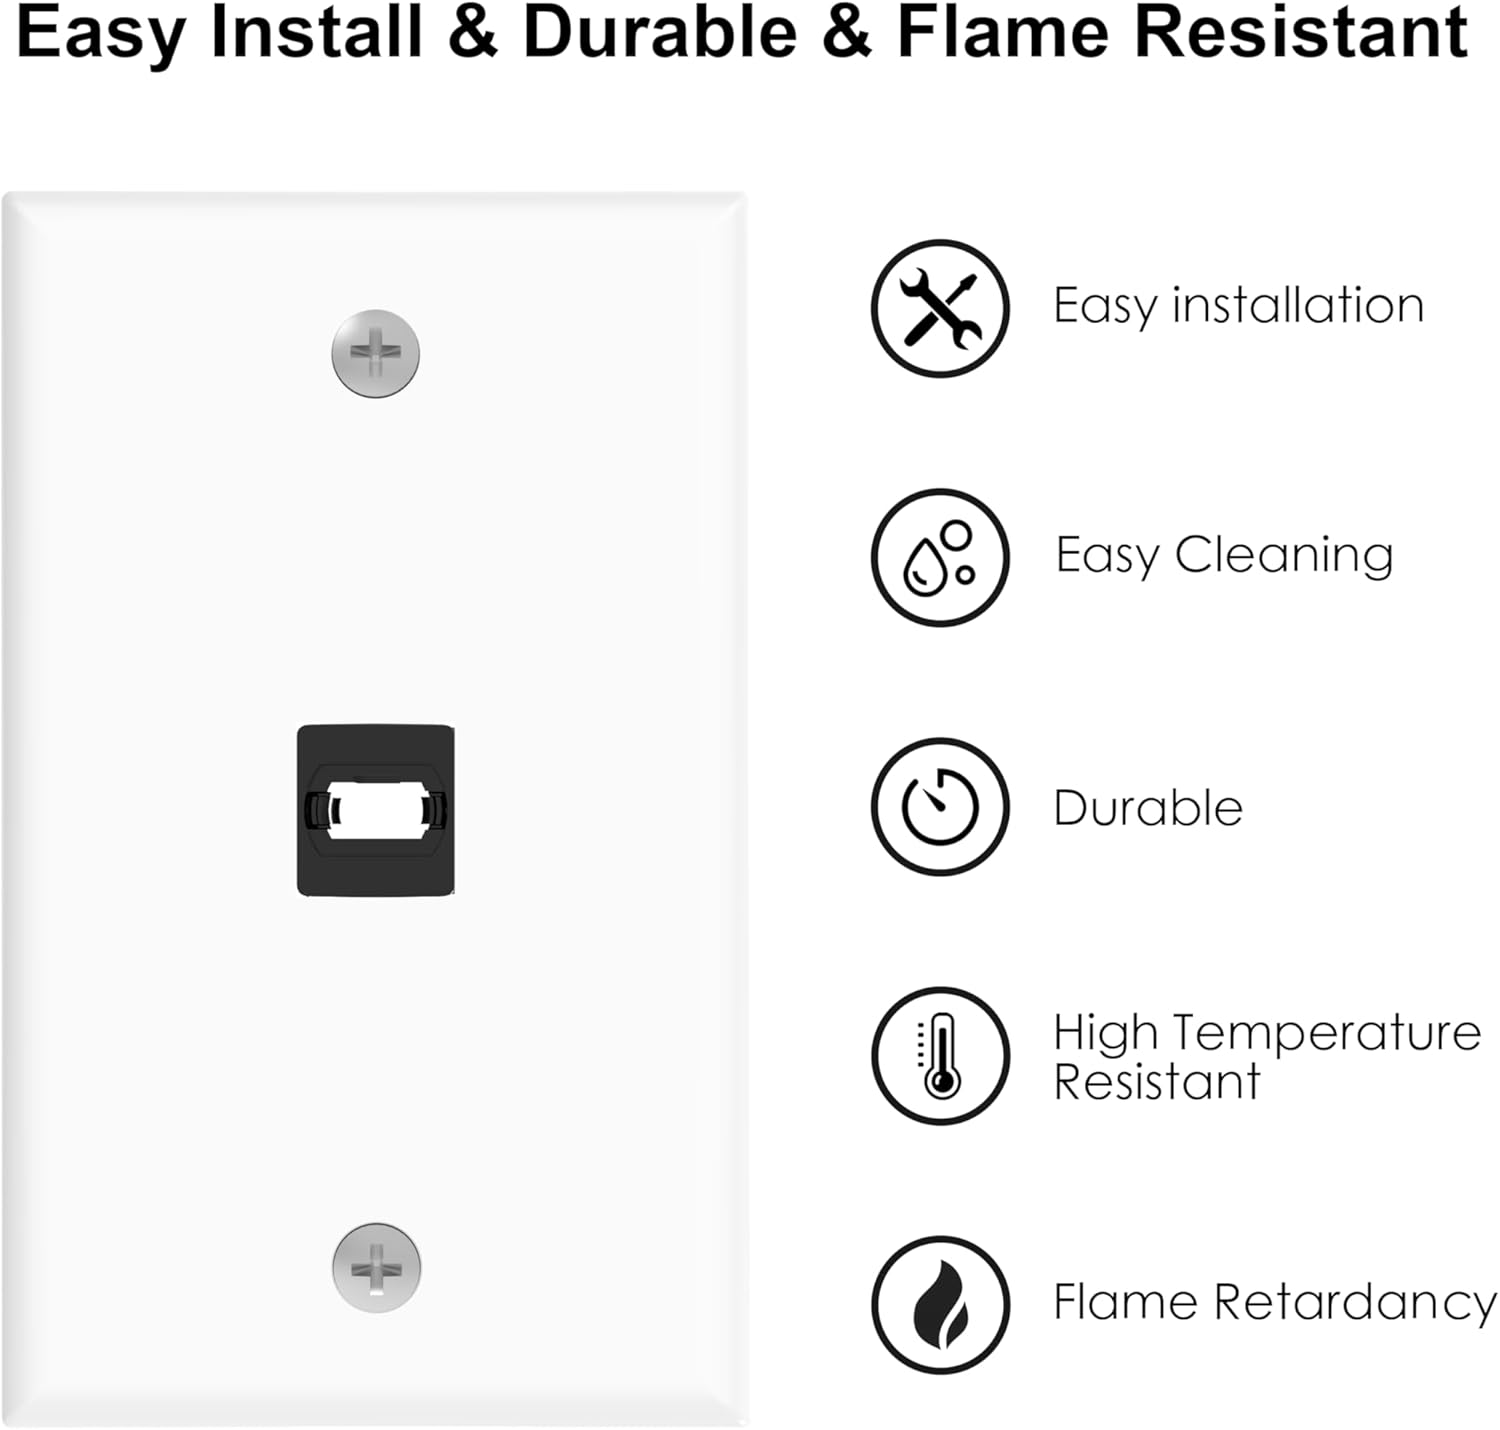 Easy Install & Durable & Flame Resistant
Easy installation
Easy Cleaning
Durable
High Temperature
Resistant
Flame Retardancy